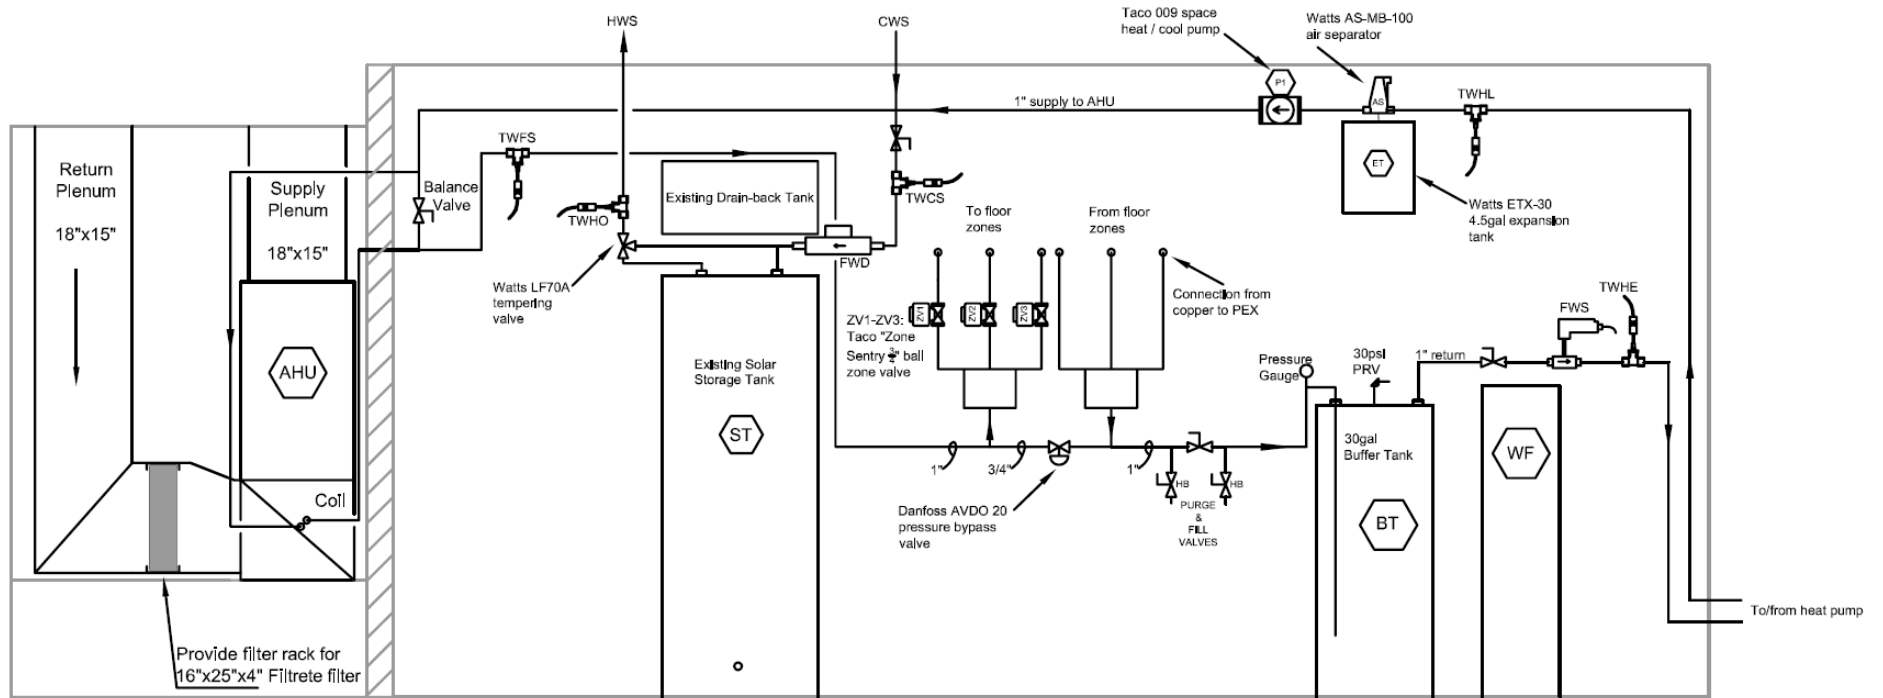 HWS
CWS
Taco 009 space
heat / cool pump
Watts AS-MB-100
air separator
P1
AS
TWHL
1" supply to AHU
TWFS
Return
Plenum
18"x15"
Supply
Plenum
18"x15"
Balance
Valve
Existing Drain-back Tank
TWHO
TWCS
FWD
To floor
zones
From floor
zones
ET
Watts ETX-30
4.5gal expansion
tank
Watts LF70A
tempering
valve
Connection from
copper to PEX
TWHE
FWS
ZV1
ZV2
ZV3
ZV1-ZV3:
Taco "Zone
Sentry ¾" ball
zone valve
Pressure
Gauge
30psi
PRV
1" return
AHU
Existing Solar
Storage Tank
ST
30gal
Buffer Tank
WF
1"
3/4"
1"
HB
HB
PURGE
&
FILL
VALVES
Danfoss AVDO 20
pressure bypass
valve
BT
Coil
To/from heat pump
Provide filter rack for
16"x25"x4" Filtrete filter